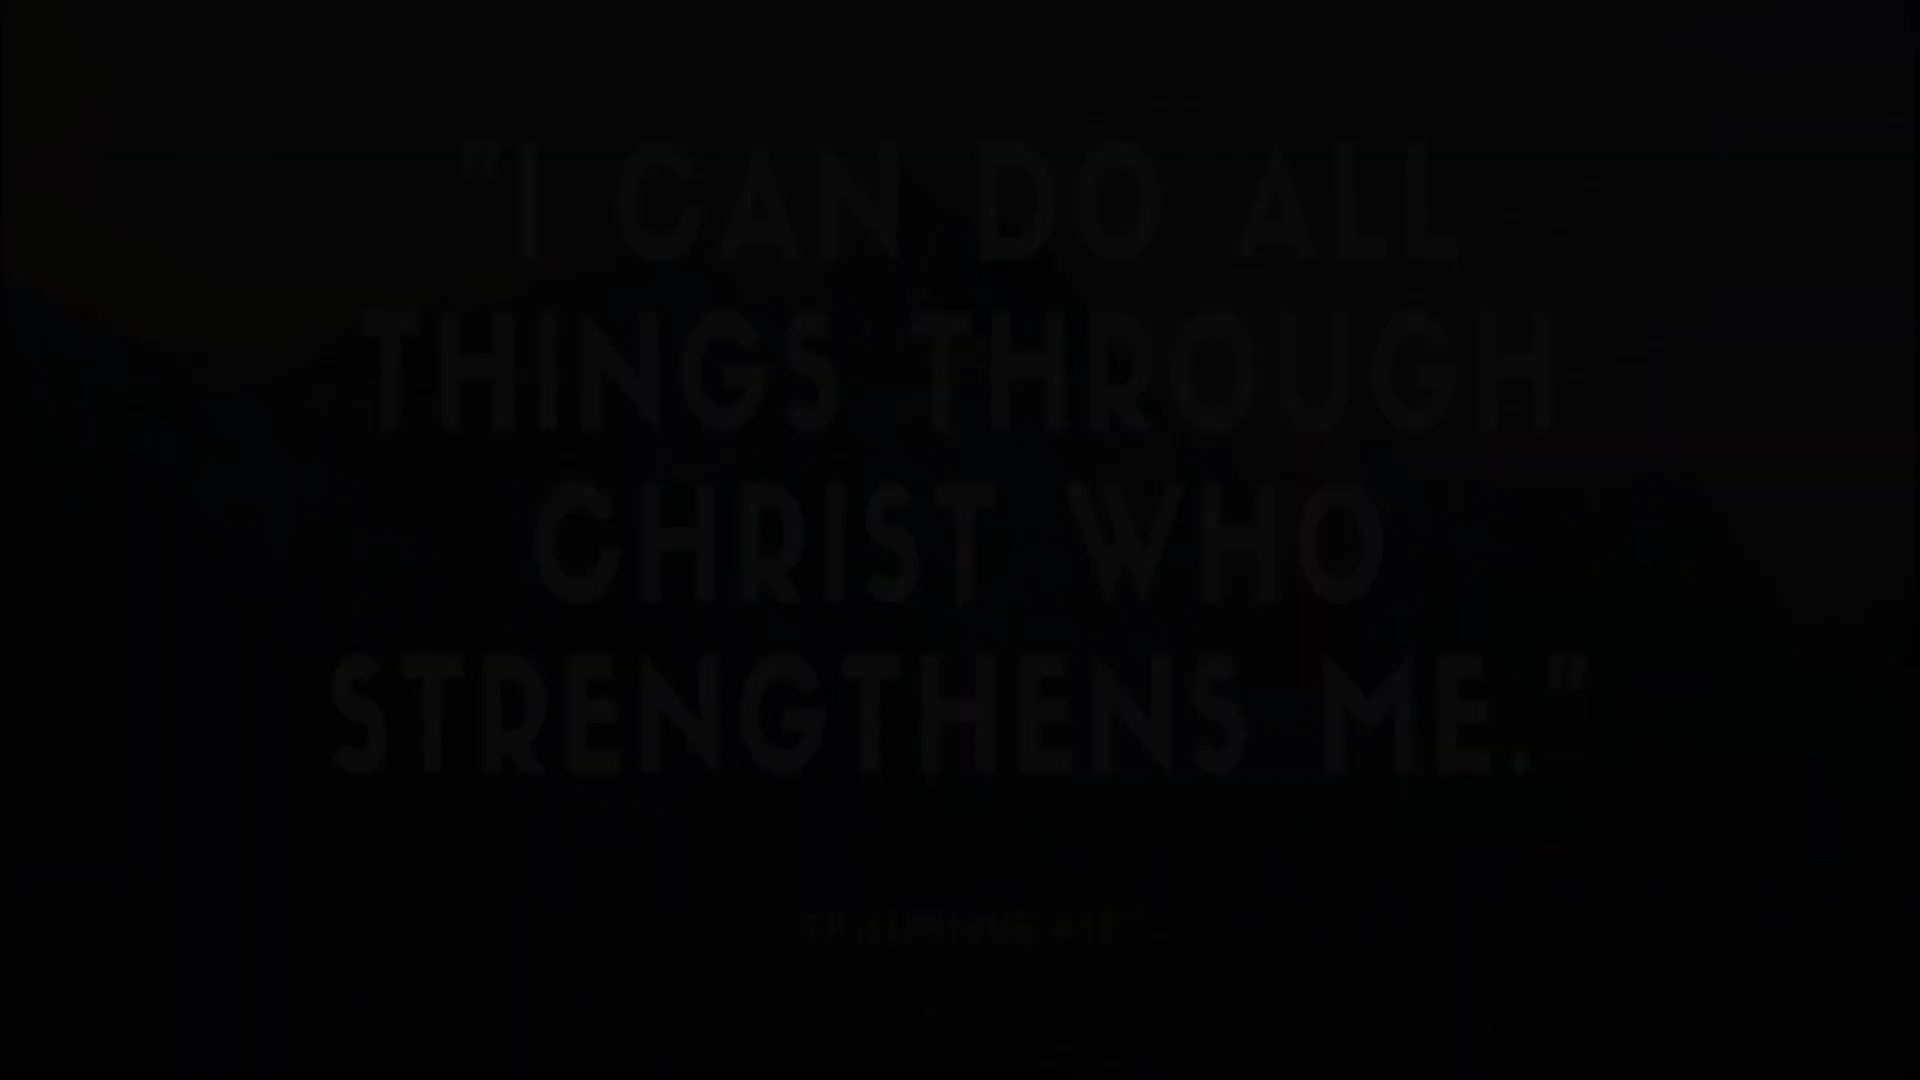 "I CAN DO ALL
THINGS THROUGH
CHRIST WHO
STRENGTHENS ME."